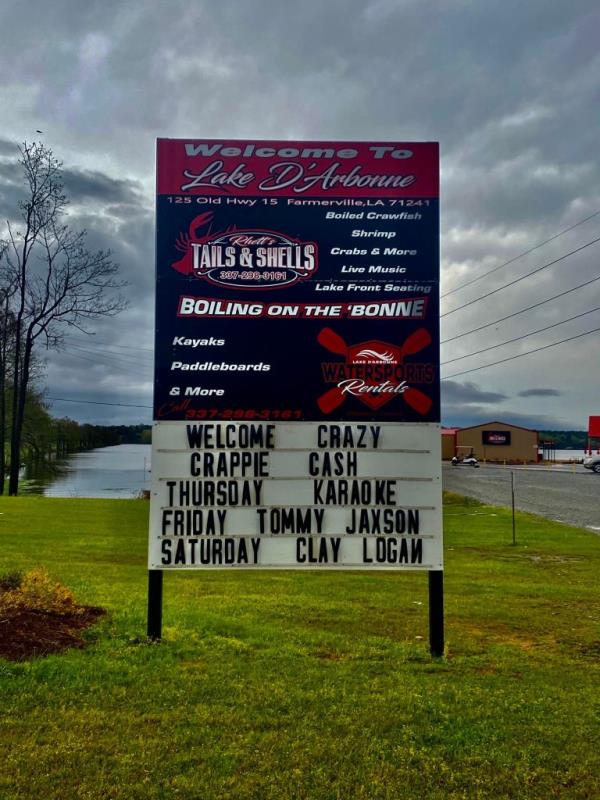 Welcome To
Lake D'Arbonne
125 Old Hwy 15 Farmerville, LA 71241
Rhett's
TAILS & SHELLS
337-298-3161
Boiled Crawfish
Shrimp
Crabs & More
Live Music
Lake Front Seating
BOILING ON THE 'BONNE
Kayaks
Paddleboards
& More
Call 337-298-3161
LAKE D'ARBONNE
WATERSPORTS
Rentals
WELCOME CRAZY
CRAPPIE CASH
THURSDAY KARAOKE
FRIDAY TOMMY JAXSON
SATURDAY CLAY LOGAN